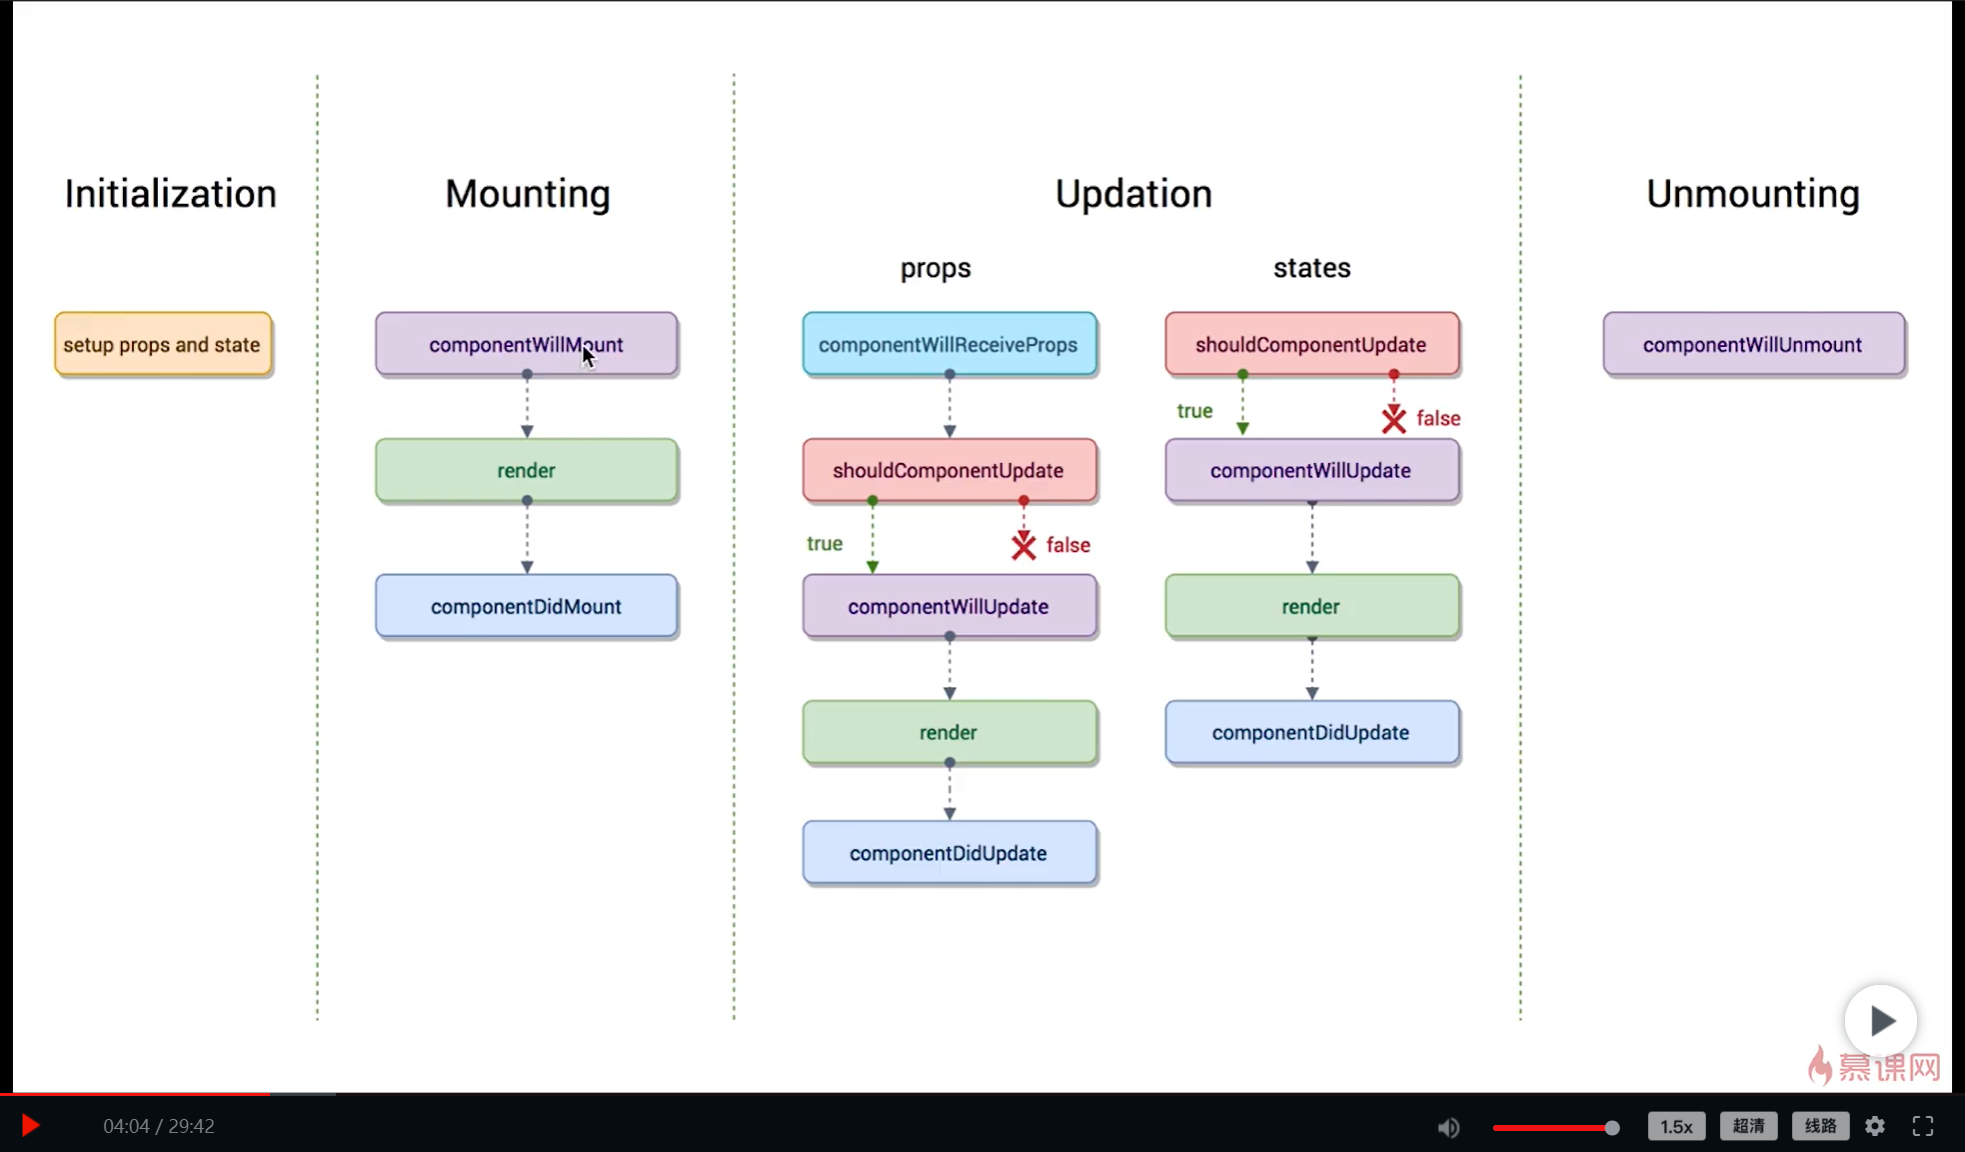 Initialization
Mounting
Updation
Unmounting
props
states
setup props and state
componentWillMount
componentWillReceiveProps
shouldComponentUpdate
componentWillUnmount
true
false
render
shouldComponentUpdate
componentWillUpdate
true
false
componentDidMount
componentWillUpdate
render
render
componentDidUpdate
componentDidUpdate
慕课网
04:04 / 29:42
1.5x
超清
线路